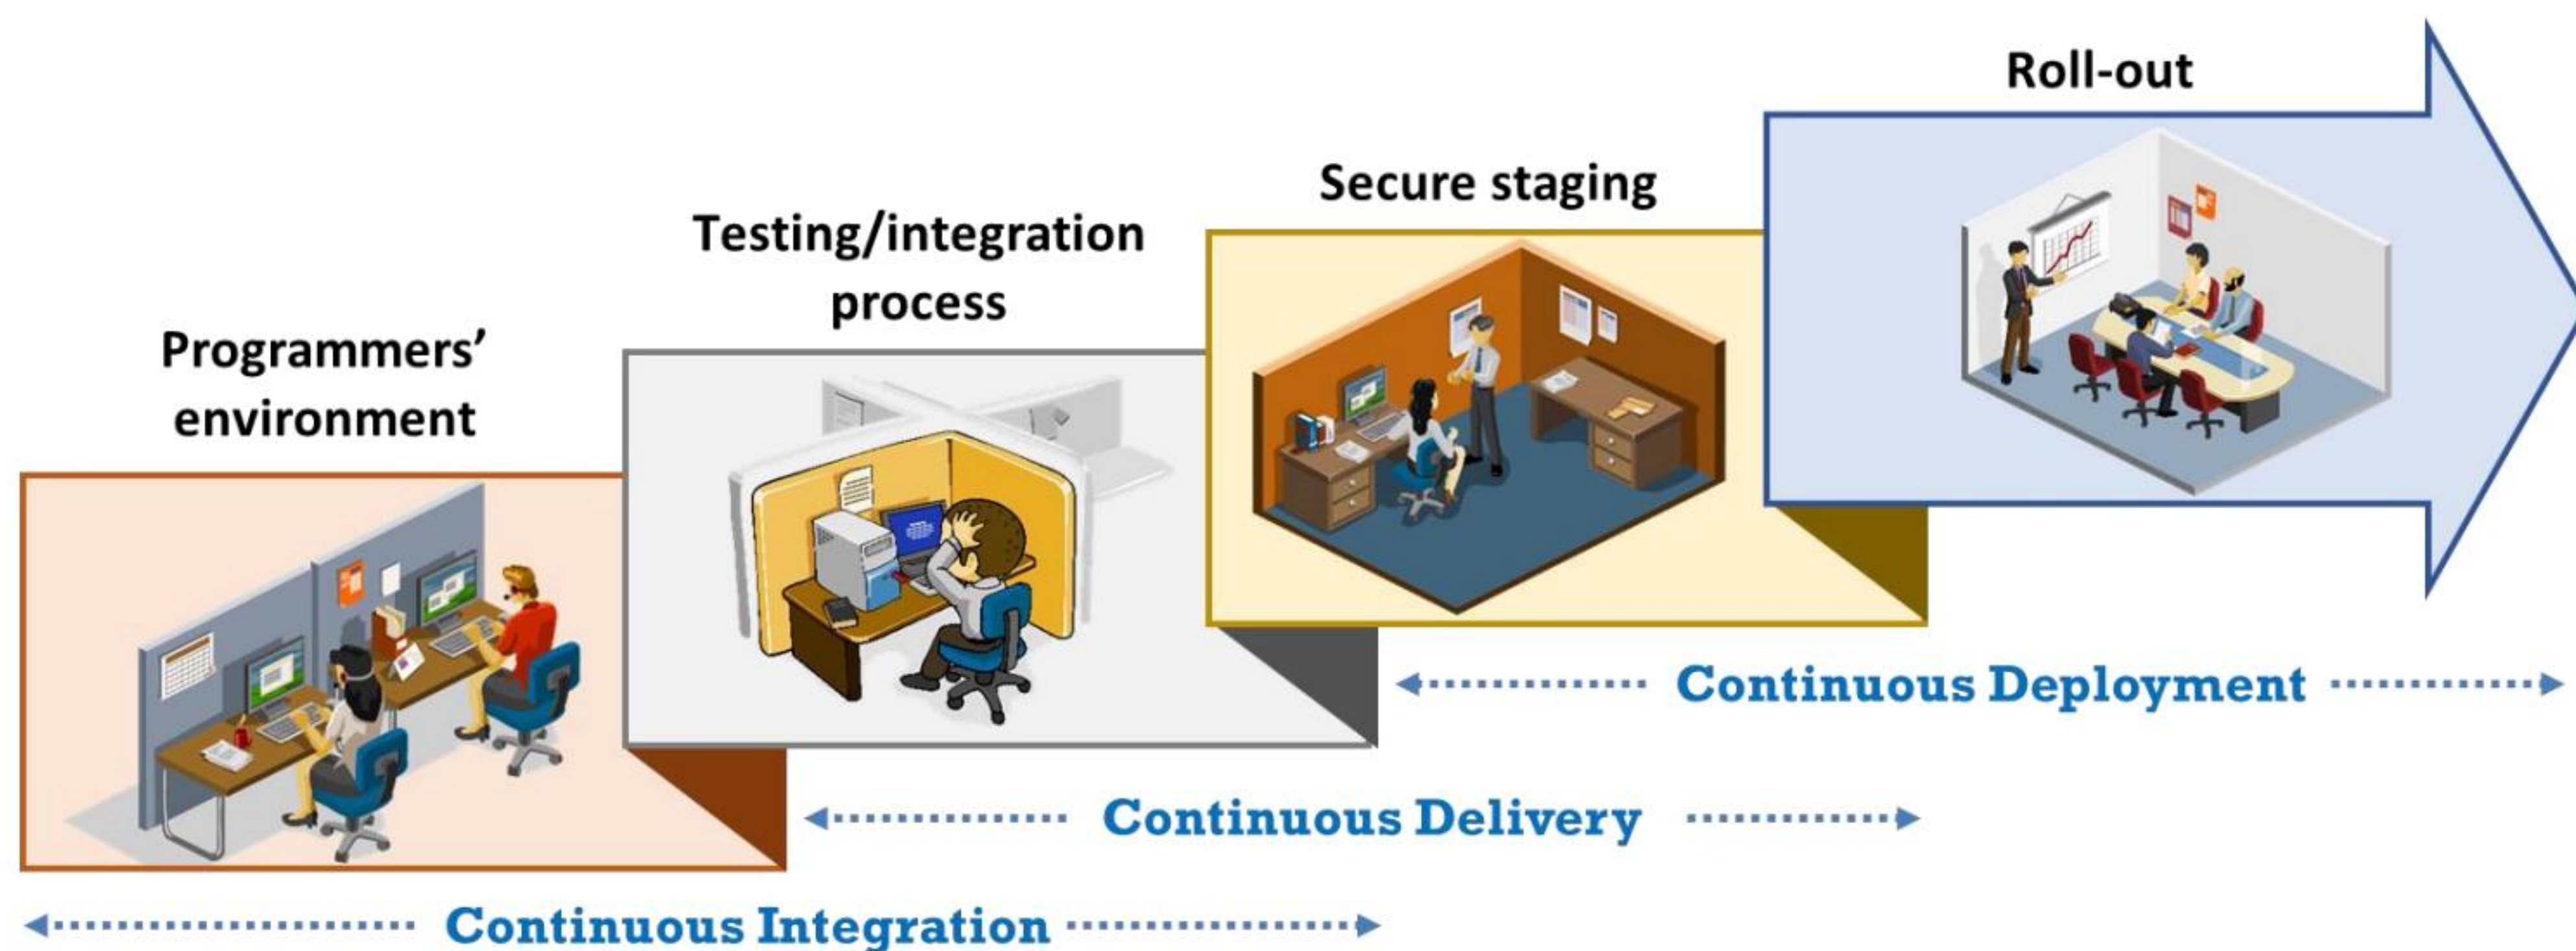 Programmers’
environment
Testing/integration
process
Secure staging
Roll-out
Continuous Deployment
Continuous Delivery
Continuous Integration